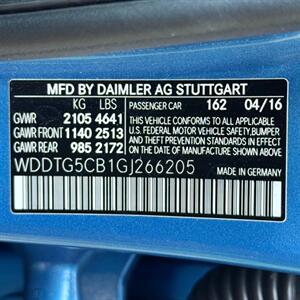 MFD BY DAIMLER AG STUTTGART
KG LBS PASSENGER CAR 162 04/16
GWR 2105 4641 THIS VEHICLE CONFORMS TO ALL
GAWR FRONT 1140 2513 APPLICABLE U.S. FEDERAL MOTOR
GAWR REAR 985 2172 VEHICLE SAFETY, BUMPER, AND THEFT PREVENTION STANDARDS IN EFFECT ON THE DATE OF MANUFACTURE SHOWN ABOVE
WDDTG5CB1GJ266205 MADE IN GERMANY